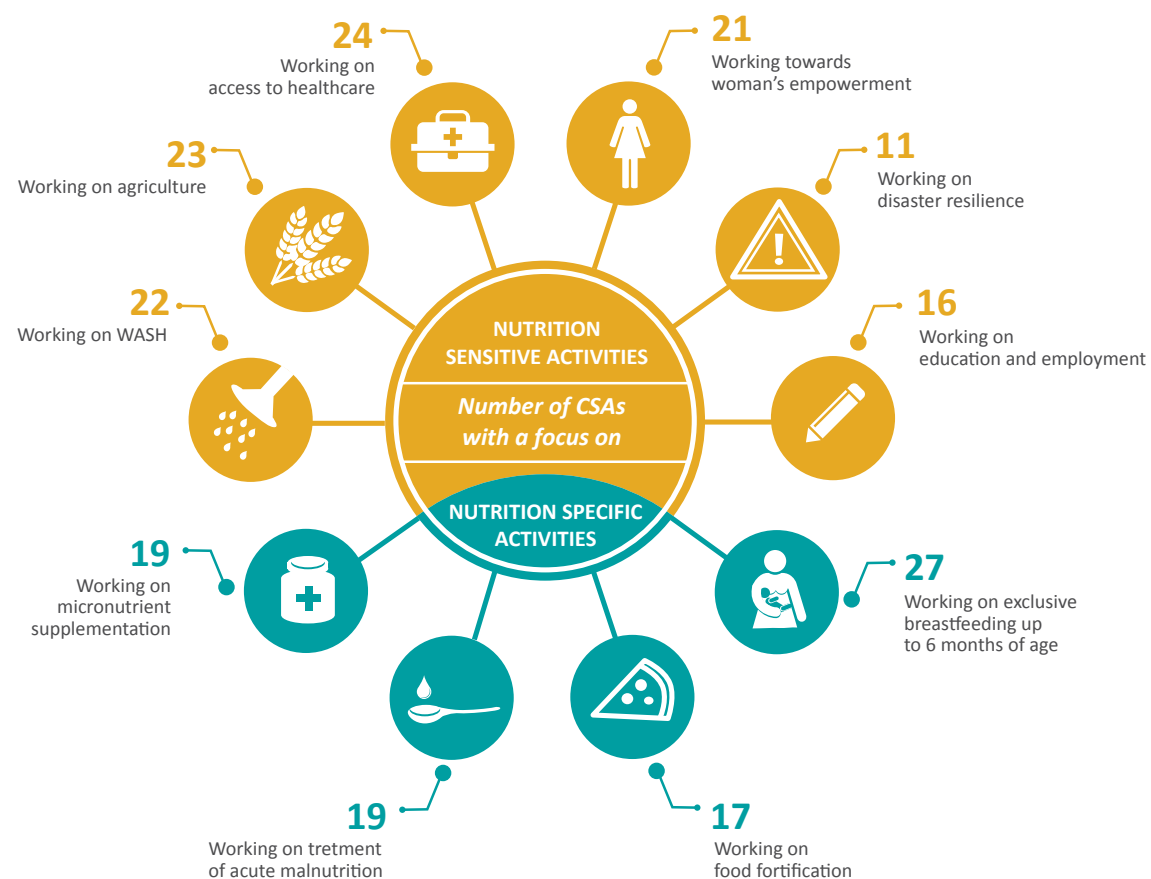 24
Working on
access to healthcare
21
Working towards
woman’s empowerment
23
Working on agriculture
11
Working on
disaster resilience
22
Working on WASH
16
Working on
education and employment
NUTRITION
SENSITIVE ACTIVITIES
Number of CSAs
with a focus on
NUTRITION SPECIFIC
ACTIVITIES
19
Working on
micronutrient
supplementation
27
Working on exclusive
breastfeeding up
to 6 months of age
19
Working on tretment
of acute malnutrition
17
Working on
food fortification